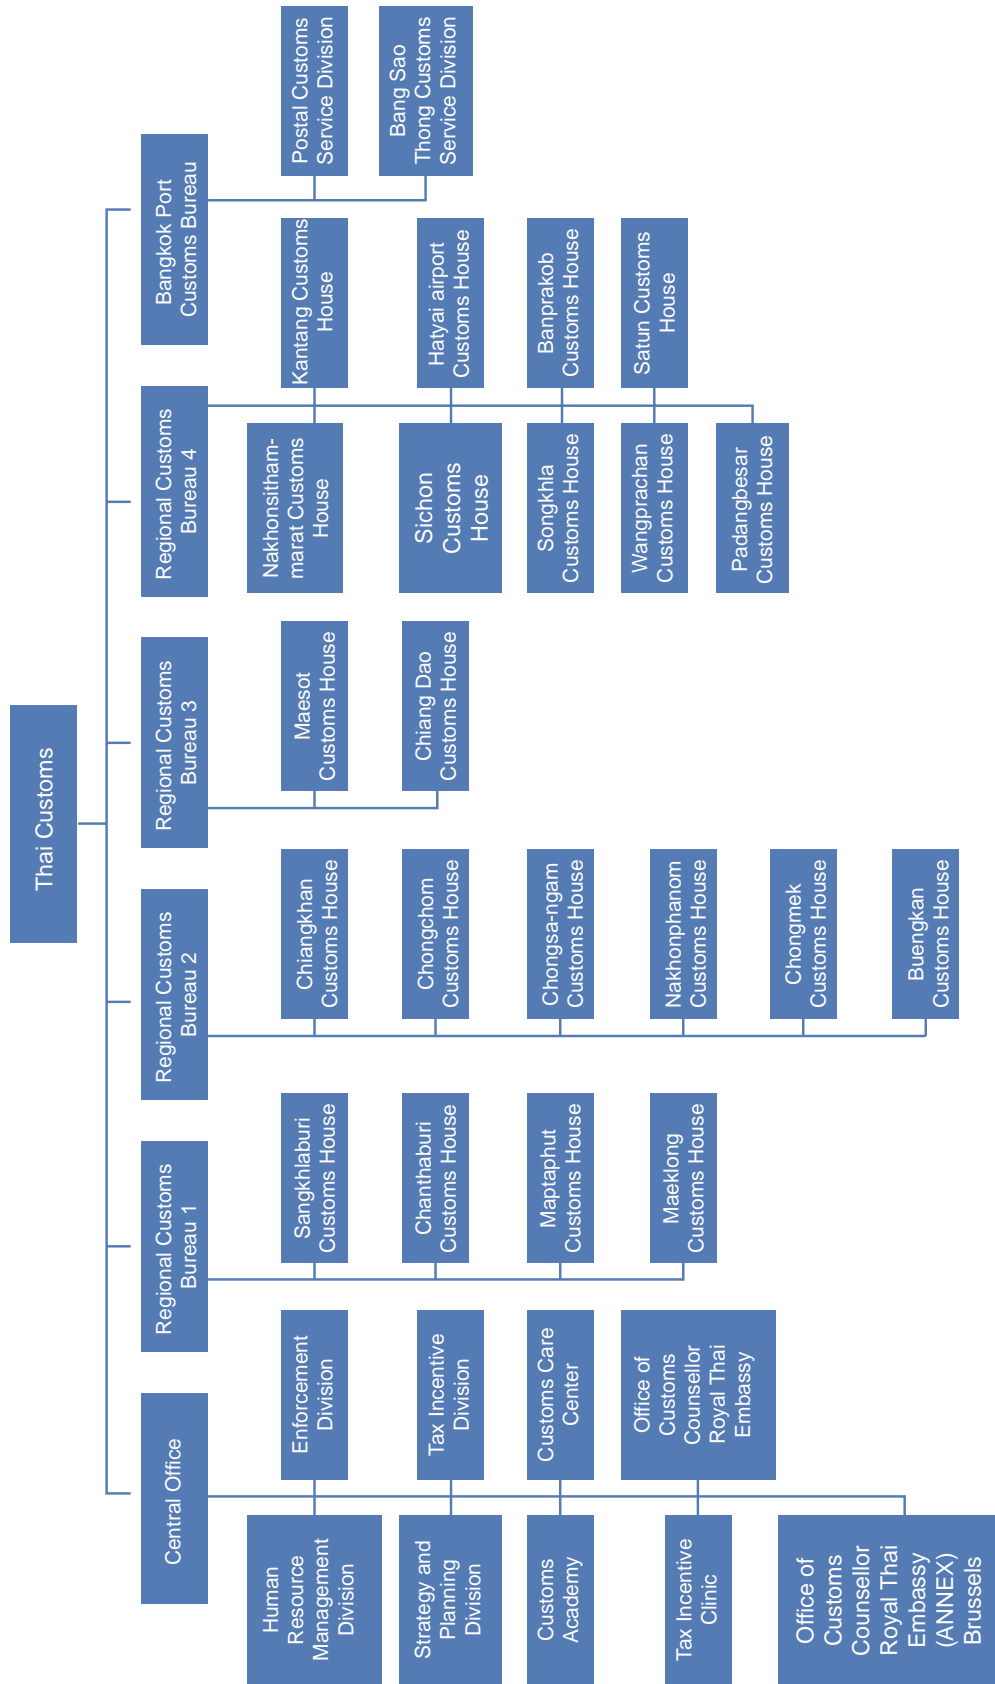 Thai Customs
Central Office
Regional Customs
Bureau 1
Regional Customs
Bureau 2
Regional Customs
Bureau 3
Regional Customs
Bureau 4
Bangkok Port
Customs Bureau
Human
Resource
Management
Division
Enforcement
Division
Strategy and
Planning
Division
Tax Incentive
Division
Customs
Academy
Customs Care
Center
Tax Incentive
Clinic
Office of
Customs
Counsellor
Royal Thai
Embassy
Office of
Customs
Counsellor
Royal Thai
Embassy
(ANNEX)
Brussels
Sangkhlaburi
Customs House
Chanthaburi
Customs House
Maptaphut
Customs House
Maeklong
Customs House
Chiangkhan
Customs House
Chongchom
Customs House
Chongsa-ngam
Customs House
Nakhonphanom
Customs House
Chongmek
Customs House
Buengkan
Customs House
Maesot
Customs House
Chiang Dao
Customs House
Nakhonsitham-
marat Customs
House
Kantang Customs
House
Sichon
Customs
House
Hatyai airport
Customs House
Songkhla
Customs House
Banprakob
Customs House
Wangprachan
Customs House
Satun Customs
House
Padangbesar
Customs House
Postal Customs
Service Division
Bang Sao
Thong Customs
Service Division